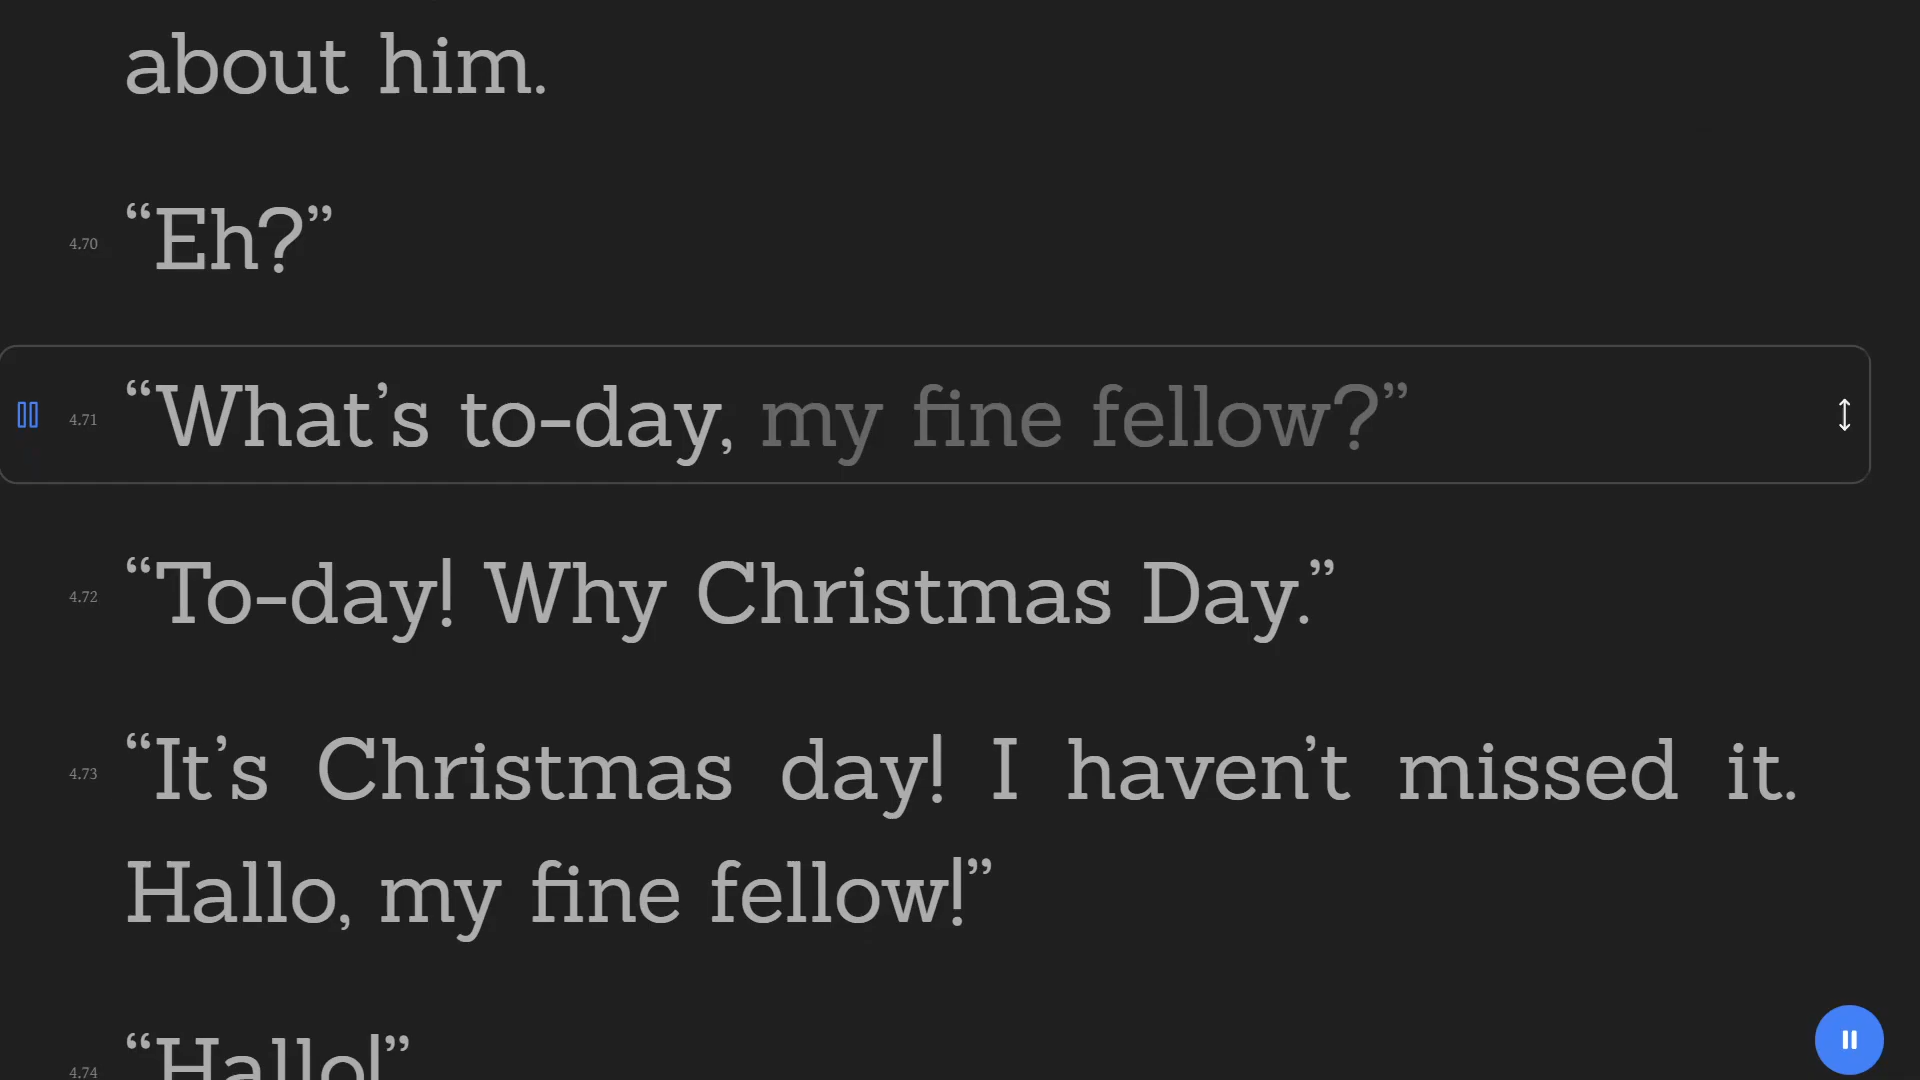 about him.
4.70 “Eh?”
4.71 “What’s to-day, my fine fellow?”
4.72 “To-day! Why Christmas Day.”
4.73 “It’s Christmas day! I haven’t missed it.
Hallo, my fine fellow!”
4.74 “Hallo!”